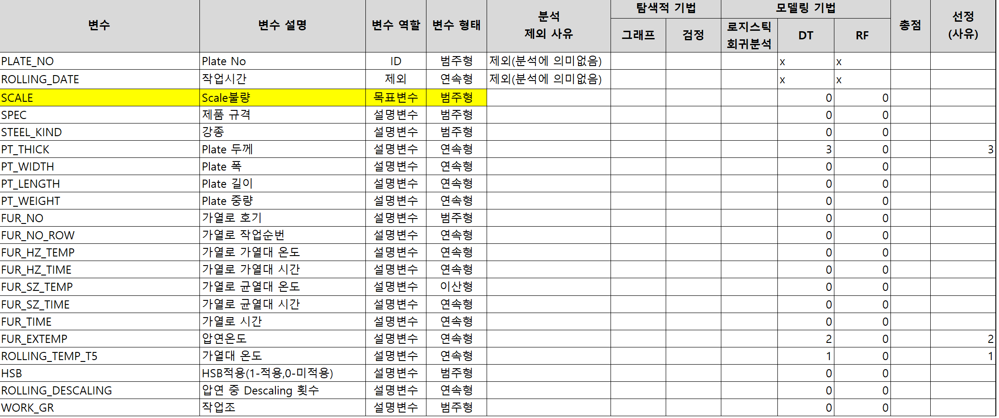 변수 변수 설명 변수 역할 변수 형태 분석 제외 사유 탐색적 기법 모델링 기법 총점 선정 (사유)
그래프 검정 로지스틱 회귀분석 DT RF
PLATE_NO Plate No ID 범주형 제외(분석에 의미없음) x x
ROLLING_DATE 작업시간 제외 연속형 제외(분석에 의미없음) x x
SCALE Scale불량 목표변수 범주형 0 0
SPEC 제품 규격 설명변수 범주형 0 0
STEEL_KIND 강종 설명변수 범주형 0 0
PT_THICK Plate 두께 설명변수 연속형 3 0 3
PT_WIDTH Plate 폭 설명변수 연속형 0 0
PT_LENGTH Plate 길이 설명변수 연속형 0 0
PT_WEIGHT Plate 중량 설명변수 연속형 0 0
FUR_NO 가열로 호기 설명변수 범주형 0 0
FUR_NO_ROW 가열로 작업순번 설명변수 연속형 0 0
FUR_HZ_TEMP 가열로 가열대 온도 설명변수 연속형 0 0
FUR_HZ_TIME 가열로 가열대 시간 설명변수 연속형 0 0
FUR_SZ_TEMP 가열로 균열대 온도 설명변수 이산형 0 0
FUR_SZ_TIME 가열로 균열대 시간 설명변수 연속형 0 0
FUR_TIME 가열로 시간 설명변수 연속형 0 0
FUR_EXTEMP 압연온도 설명변수 연속형 2 0 2
ROLLING_TEMP_T5 가열대 온도 설명변수 연속형 1 0 1
HSB HSB적용(1-적용,0-미적용) 설명변수 범주형 0 0
ROLLING_DESCALING 압연 중 Descaling 횟수 설명변수 연속형 0 0
WORK_GR 작업조 설명변수 범주형 0 0